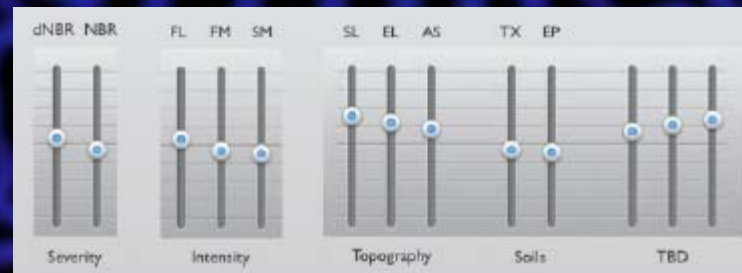 dNBR NBR FL FM SM SL EL AS TX EP
Severity Intensity Topography Soils TBD